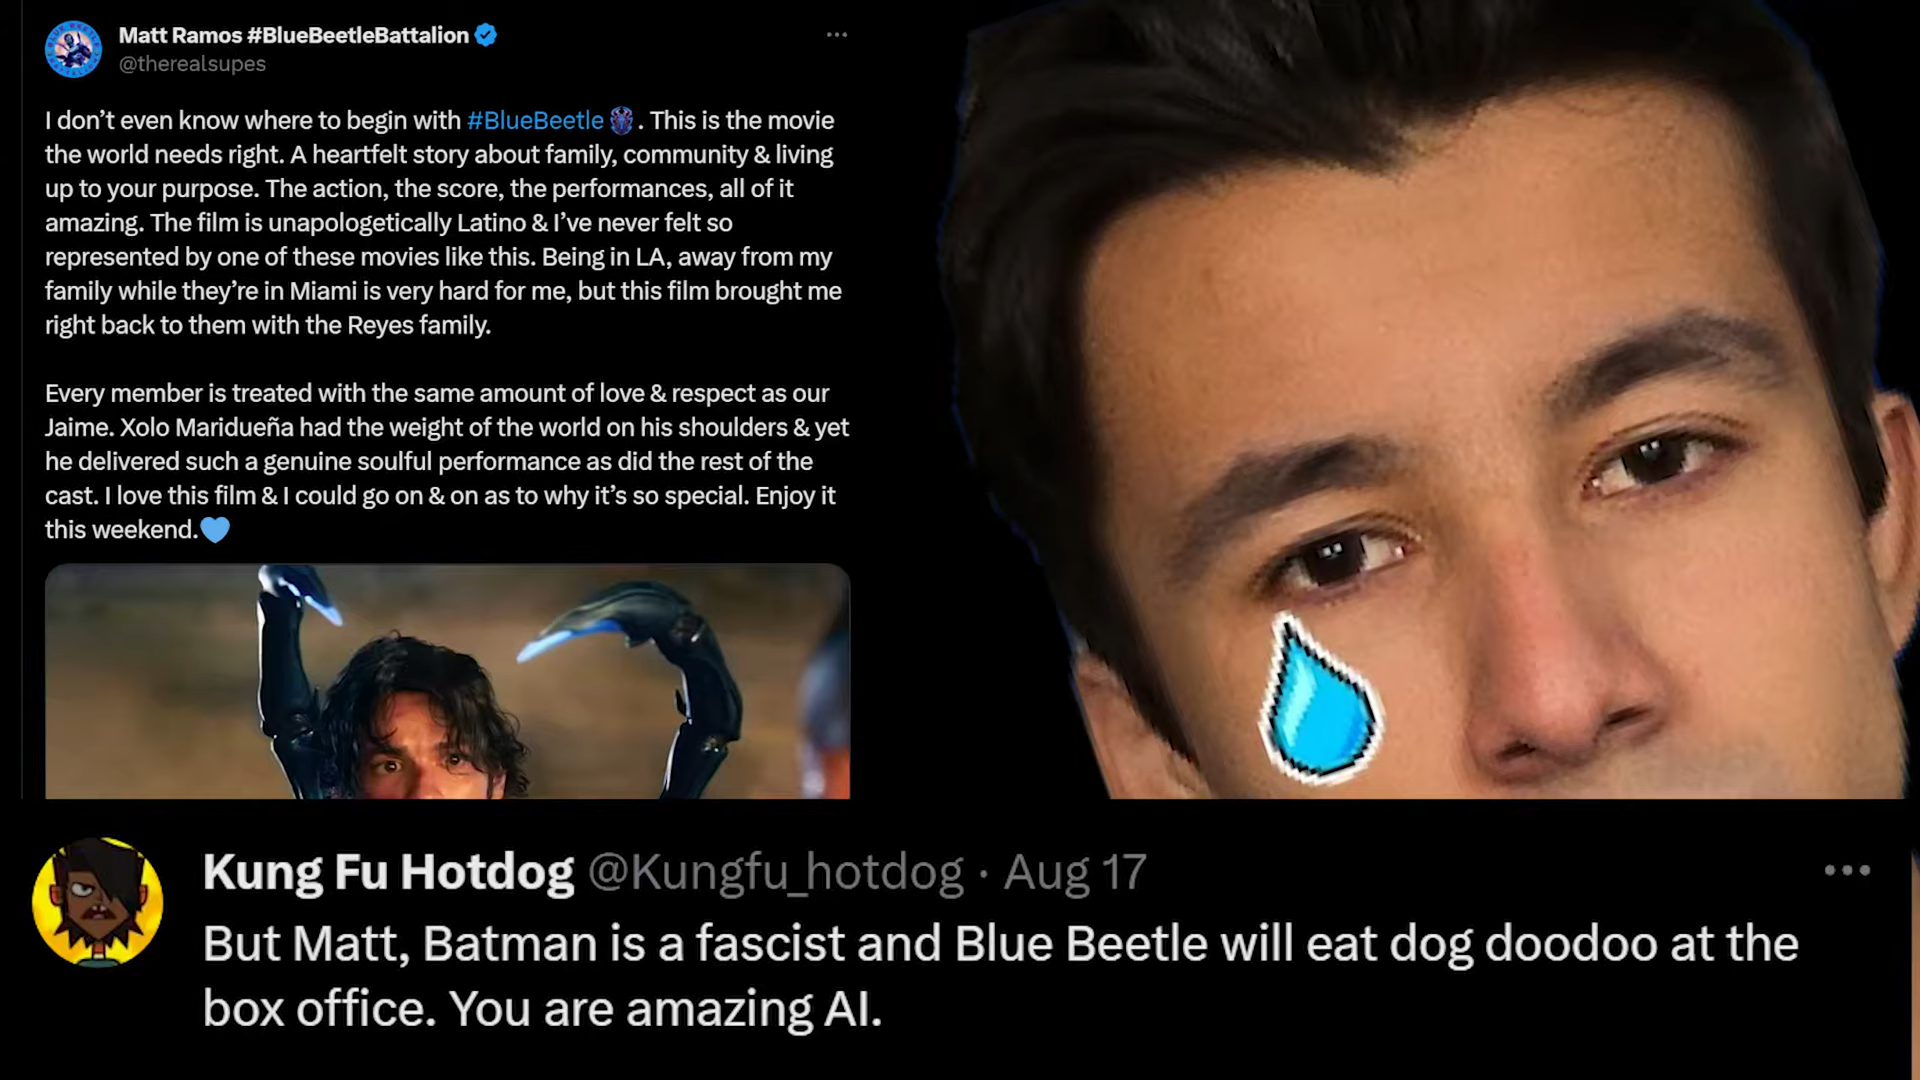 Matt Ramos #BlueBeetleBattalion
@therealsupes
I don't even know where to begin with #BlueBeetle. This is the movie
the world needs right. A heartfelt story about family, community & living
up to your purpose. The action, the score, the performances, all of it
amazing. The film is unapologetically Latino & I've never felt so
represented by one of these movies like this. Being in LA, away from my
family while they're in Miami is very hard for me, but this film brought me
right back to them with the Reyes family.
Every member is treated with the same amount of love & respect as our
Jaime. Xolo Maridueña had the weight of the world on his shoulders & yet
he delivered such a genuine soulful performance as did the rest of the
cast. I love this film & I could go on & on as to why it's so special. Enjoy it
this weekend.
Kung Fu Hotdog @Kungfu_hotdog · Aug 17
But Matt, Batman is a fascist and Blue Beetle will eat dog doodoo at the
box office. You are amazing AI.